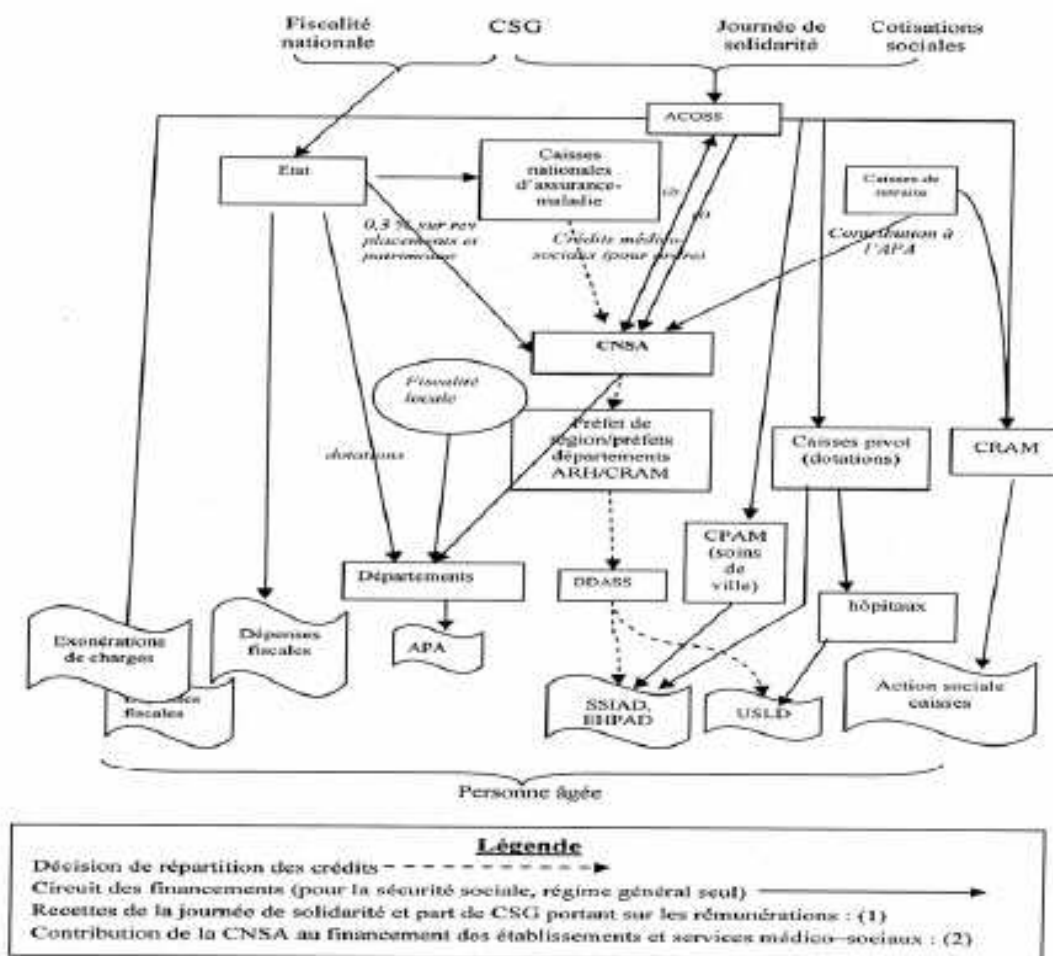 Fiscalité
nationale
CSG
Journée de
solidarité
Cotisations
sociales
ACOSS
Etat
Caisses
nationales
d'assurance-
maladie
Caisses de
retraite
0,3 % sur rev
placements et
patrimoine
Crédits médico-
sociaux (pour ordre)
Contribution à
l'APA
CNSA
Fiscalité
locale
Préfet de
région/préfets
départements
ARH/CRAM
Caisses pivot
(dotations)
CRAM
dotations
CPAM
(soins
de
ville)
Départements
DDASS
hôpitaux
Exonérations
de charges
fiscales
Dépenses
fiscales
APA
SSIAD,
EHPAD
USLD
Action sociale
caisses
Personne âgée
Légende
Décision de répartition des crédits
Circuit des financements (pour la sécurité sociale, régime général seul)
Recettes de la journée de solidarité et part de CSG portant sur les rémunérations : (1)
Contribution de la CNSA au financement des établissements et services médico-sociaux : (2)